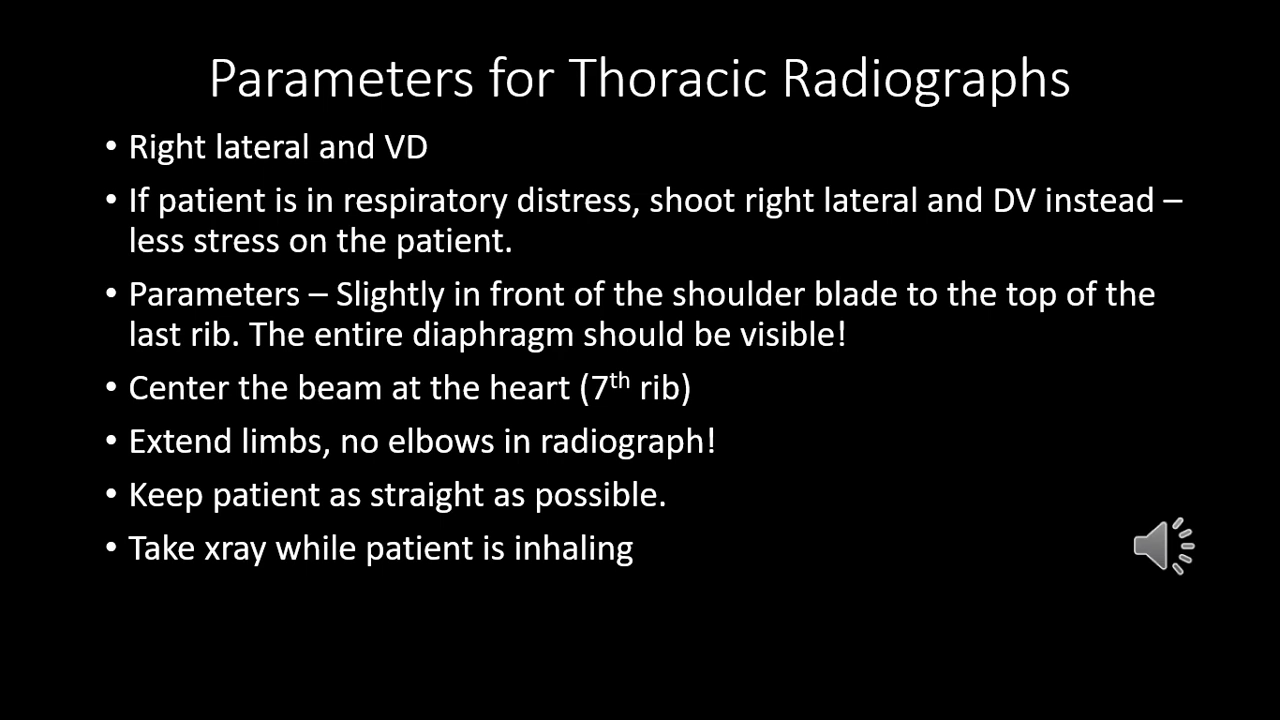 Parameters for Thoracic Radiographs
• Right lateral and VD
• If patient is in respiratory distress, shoot right lateral and DV instead –
less stress on the patient.
• Parameters – Slightly in front of the shoulder blade to the top of the
last rib. The entire diaphragm should be visible!
• Center the beam at the heart (7th rib)
• Extend limbs, no elbows in radiograph!
• Keep patient as straight as possible.
• Take xray while patient is inhaling